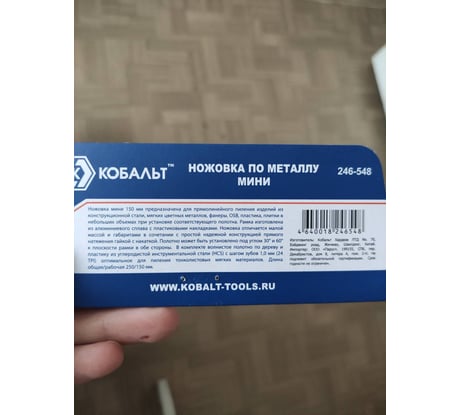 КОБАЛЬТ™
НОЖОВКА ПО МЕТАЛЛУ
МИНИ
246-548
Ножовка мини 150 мм предназначена для прямолинейного пиления изделий из
конструкционной стали, мягких цветных металлов, фанеры, OSB, пластика, плитки в
небольших объемах при установке соответствующего полотна. Рамка изготовлена
из алюминиевого сплава с пластиковыми накладками. Ножовка отличается малой
массой и габаритами в сочетании с простой надежной конструкцией прямого
натяжения гайкой с накаткой. Полотно может быть установлено под углом 30° и 60°
к плоскости рамки в обе стороны. В комплекте полотно по дереву и
пластику из углеродистой инструментальной стали (HCS) с шагом зубов 1,0 мм (24
TPI) оптимальное для пиления тонколистовых мягких материалов. Длина
общая/рабочая 250/150 мм.
4 640018 246548
Изготовитель: Кобальт
WWW.KOBALT-TOOLS.RU